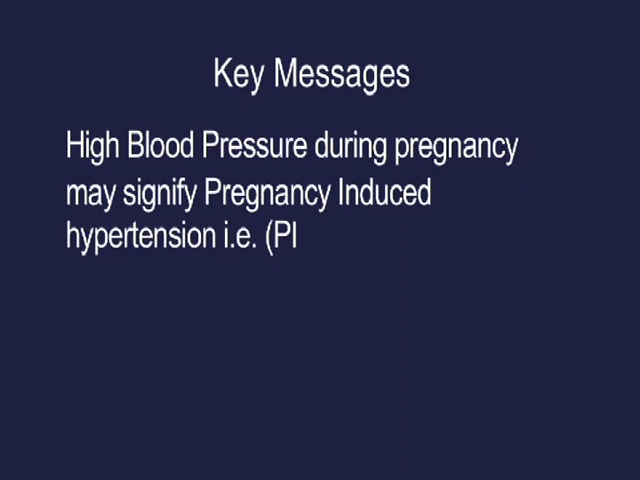 Key Messages
High Blood Pressure during pregnancy
may signify Pregnancy Induced
hypertension i.e. (PI